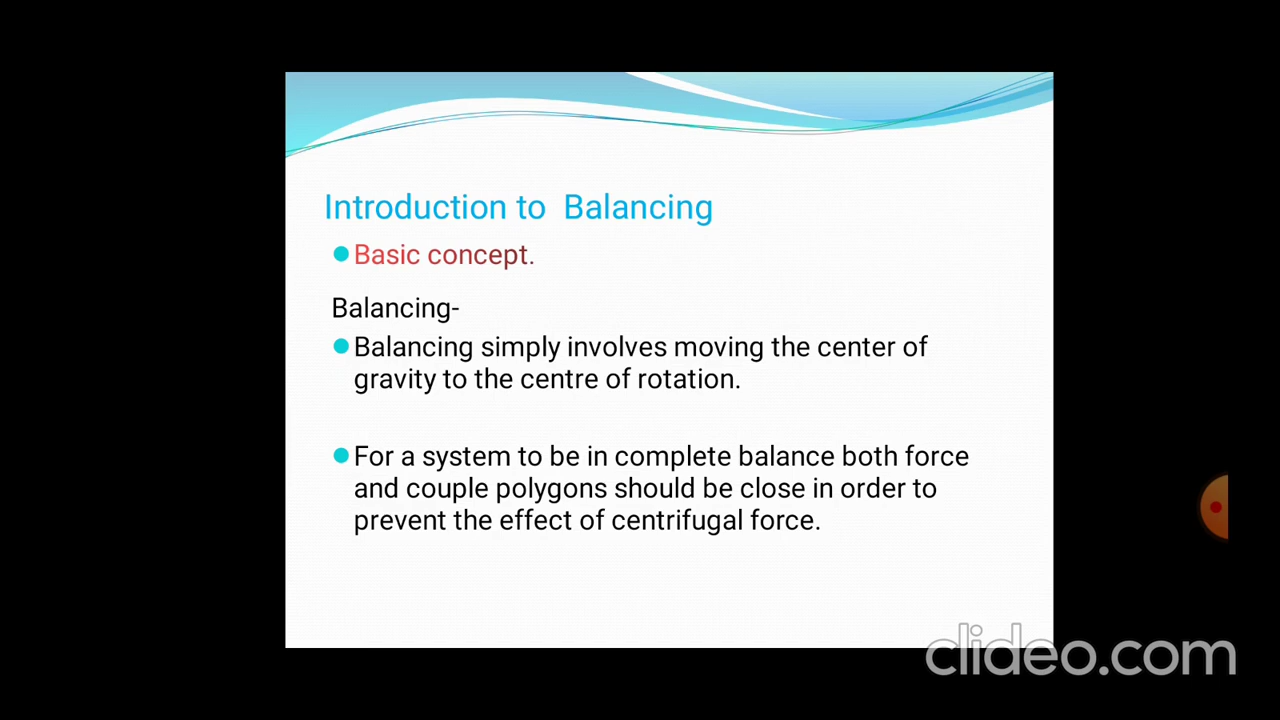 Introduction to  Balancing
Basic concept.
Balancing-
Balancing simply involves moving the center of
gravity to the centre of rotation.
For a system to be in complete balance both force
and couple polygons should be close in order to
prevent the effect of centrifugal force.
clideo.com